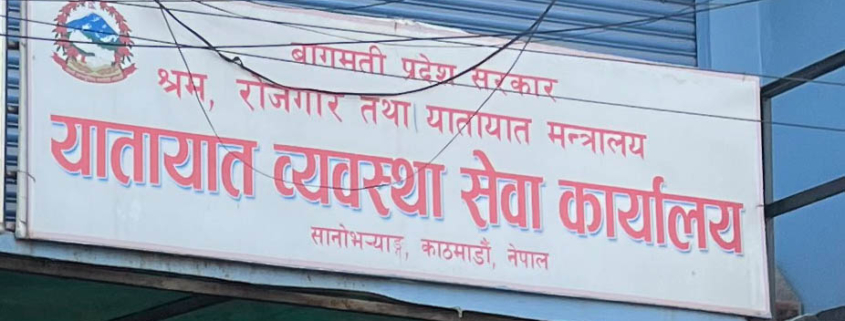 बागमती प्रदेश सरकार
श्रम, रोजगार तथा यातायात मन्त्रालय
यातायात व्यवस्था सेवा कार्यालय
सानोभर्‍याङ्ग, काठमाडौँ, नेपाल